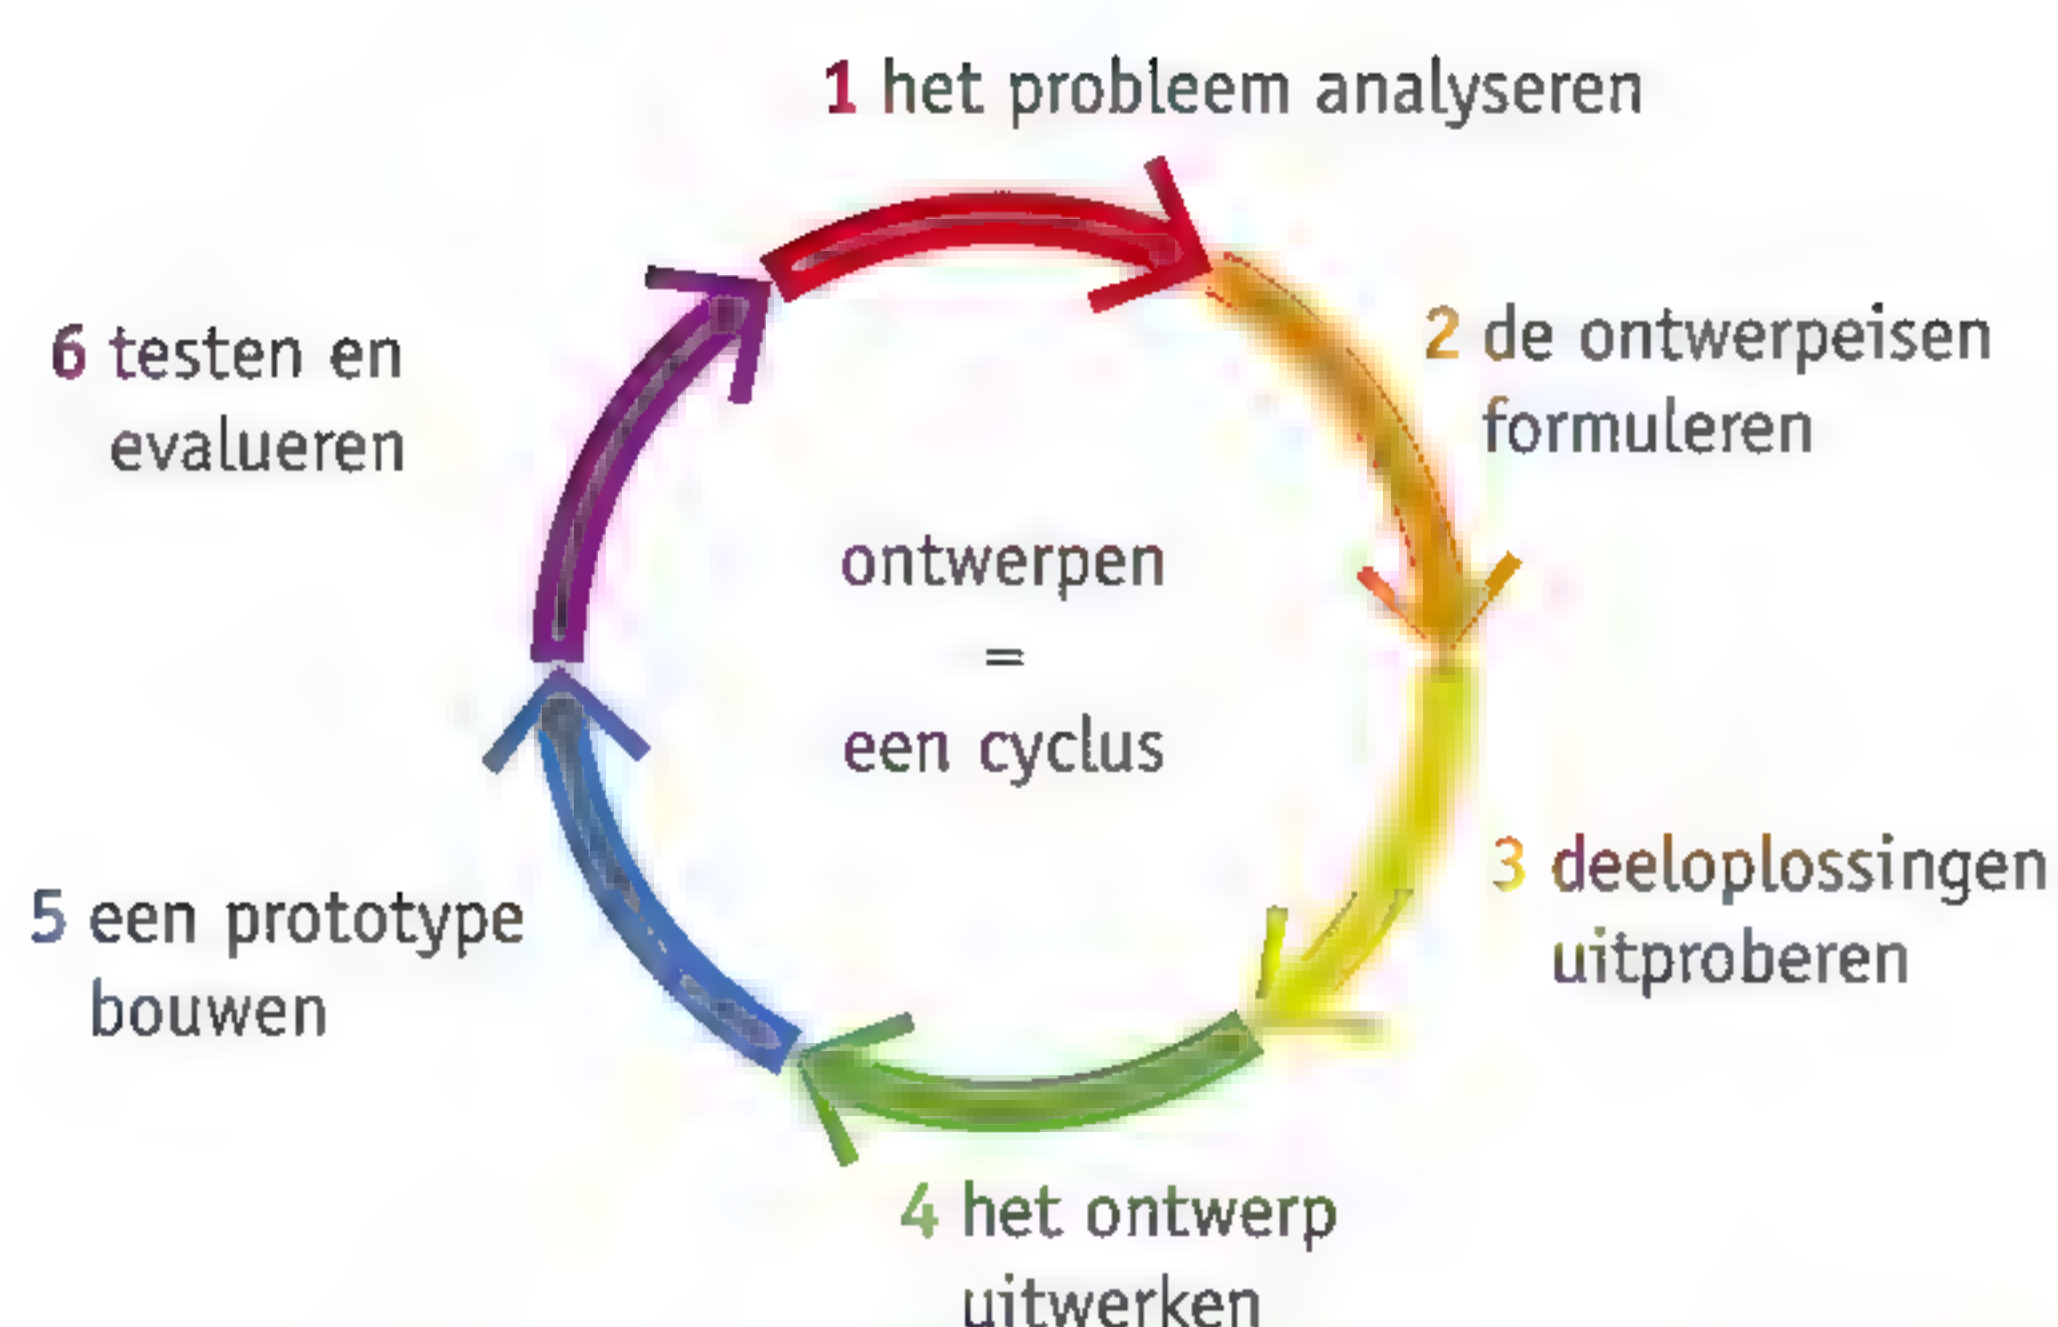 1 het probleem analyseren
2 de ontwerpeisen
formuleren
3 deeloplossingen
uitproberen
4 het ontwerp
uitwerken
5 een prototype
bouwen
6 testen en
evalueren
ontwerpen
=
een cyclus